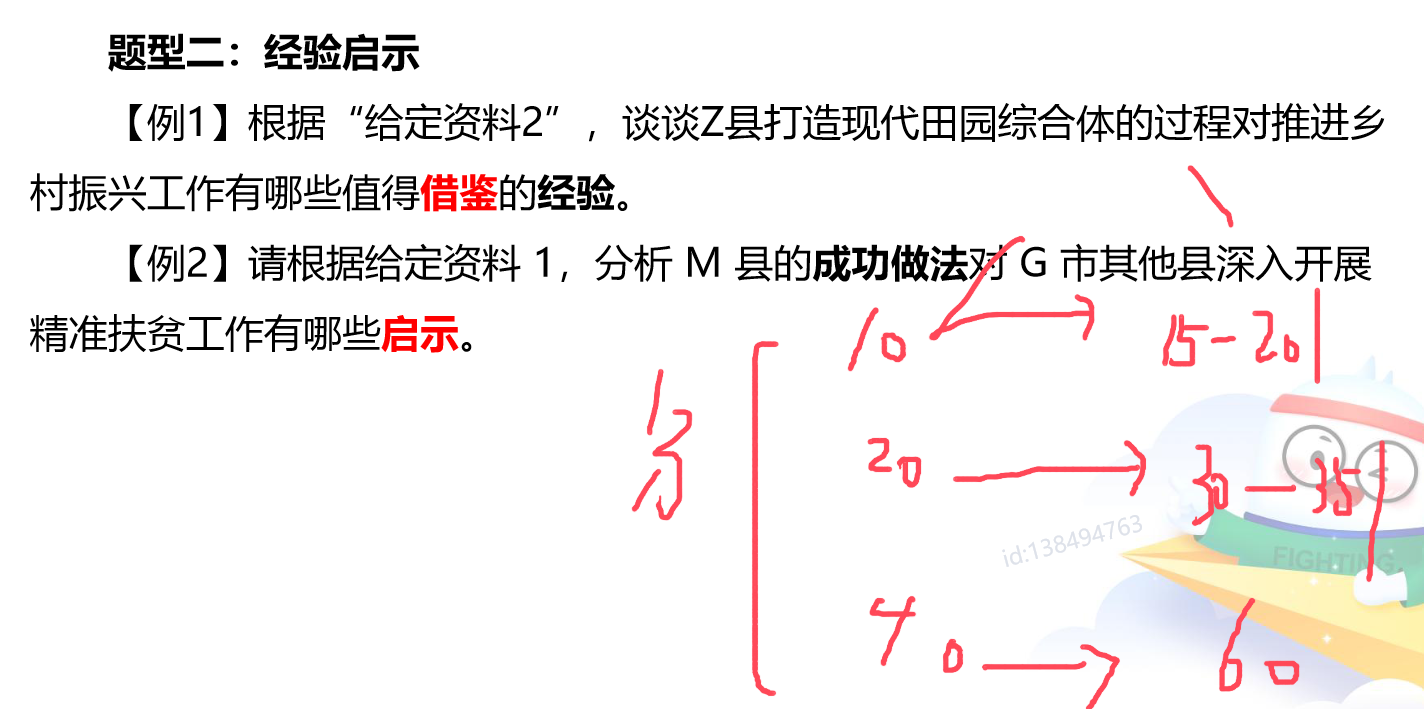 题型二：经验启示
【例1】根据“给定资料2”，谈谈Z县打造现代田园综合体的过程对推进乡
村振兴工作有哪些值得借鉴的经验。
【例2】请根据给定资料 1，分析 M 县的成功做法对 G 市其他县深入开展
精准扶贫工作有哪些启示。
10 → 15-20
分
20 → 30-35
id:138494763
FIGHTING
40 → 60